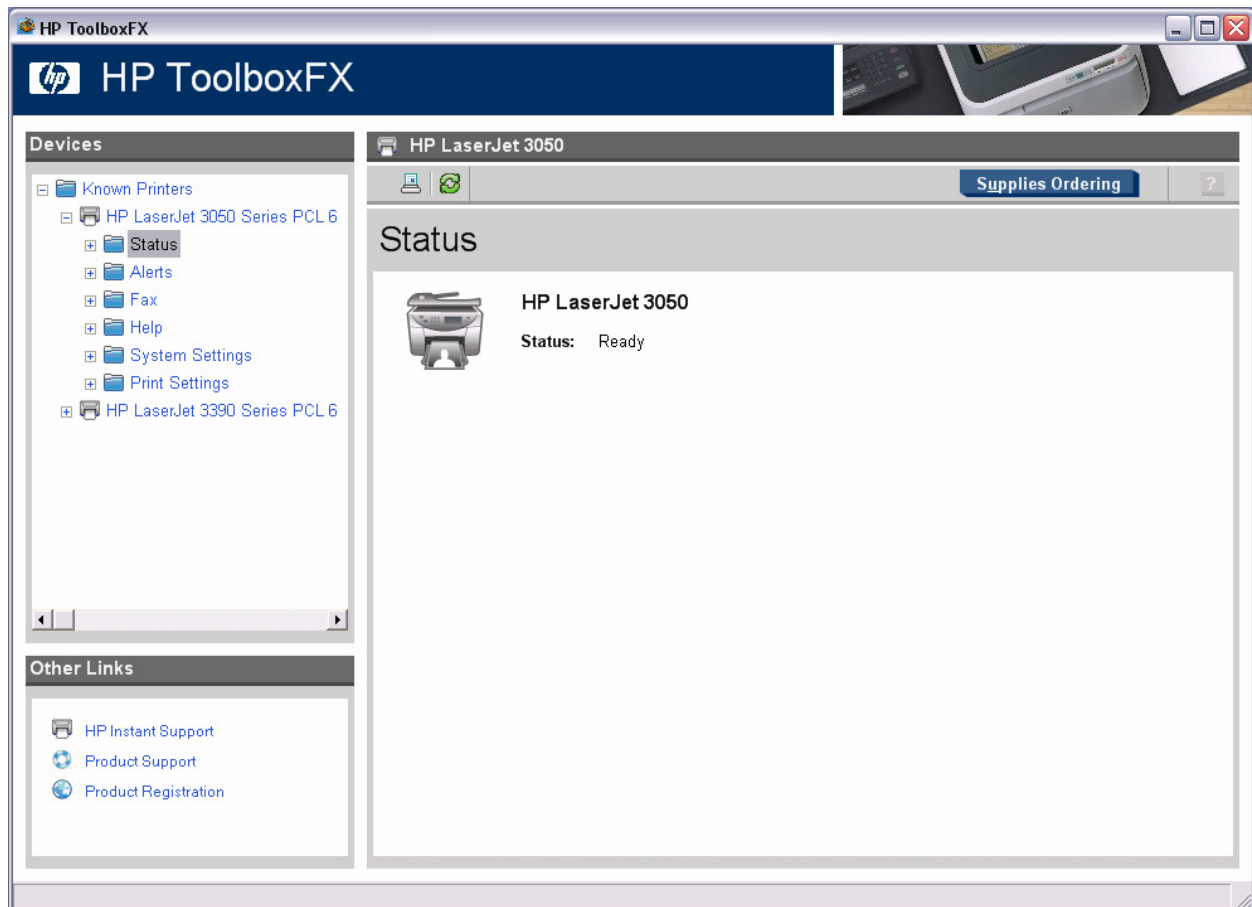 HP ToolboxFX
hp HP ToolboxFX
Devices
Known Printers
HP LaserJet 3050 Series PCL 6
Status
Alerts
Fax
Help
System Settings
Print Settings
HP LaserJet 3390 Series PCL 6
Other Links
HP Instant Support
Product Support
Product Registration
HP LaserJet 3050
Supplies Ordering ?
Status
HP LaserJet 3050
Status: Ready